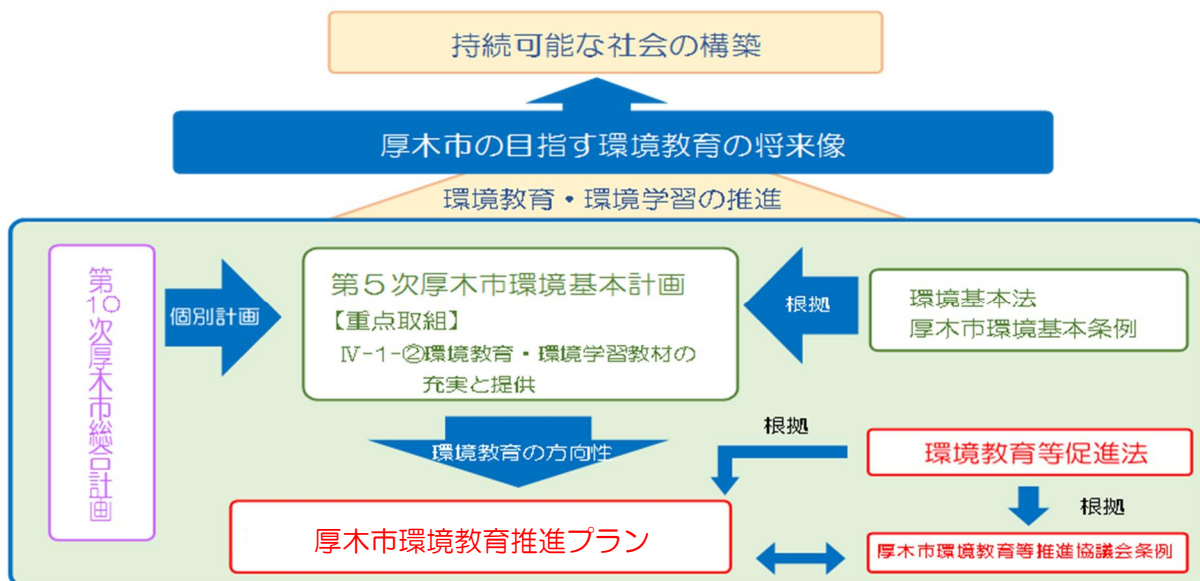 持続可能な社会の構築
厚木市の目指す環境教育の将来像
環境教育・環境学習の推進
第10次厚木市総合計画
個別計画
第5次厚木市環境基本計画
【重点取組】
Ⅳ-1-②環境教育・環境学習教材の
充実と提供
根拠
環境基本法
厚木市環境基本条例
環境教育の方向性
根拠
環境教育等促進法
根拠
厚木市環境教育推進プラン
厚木市環境教育等推進協議会条例